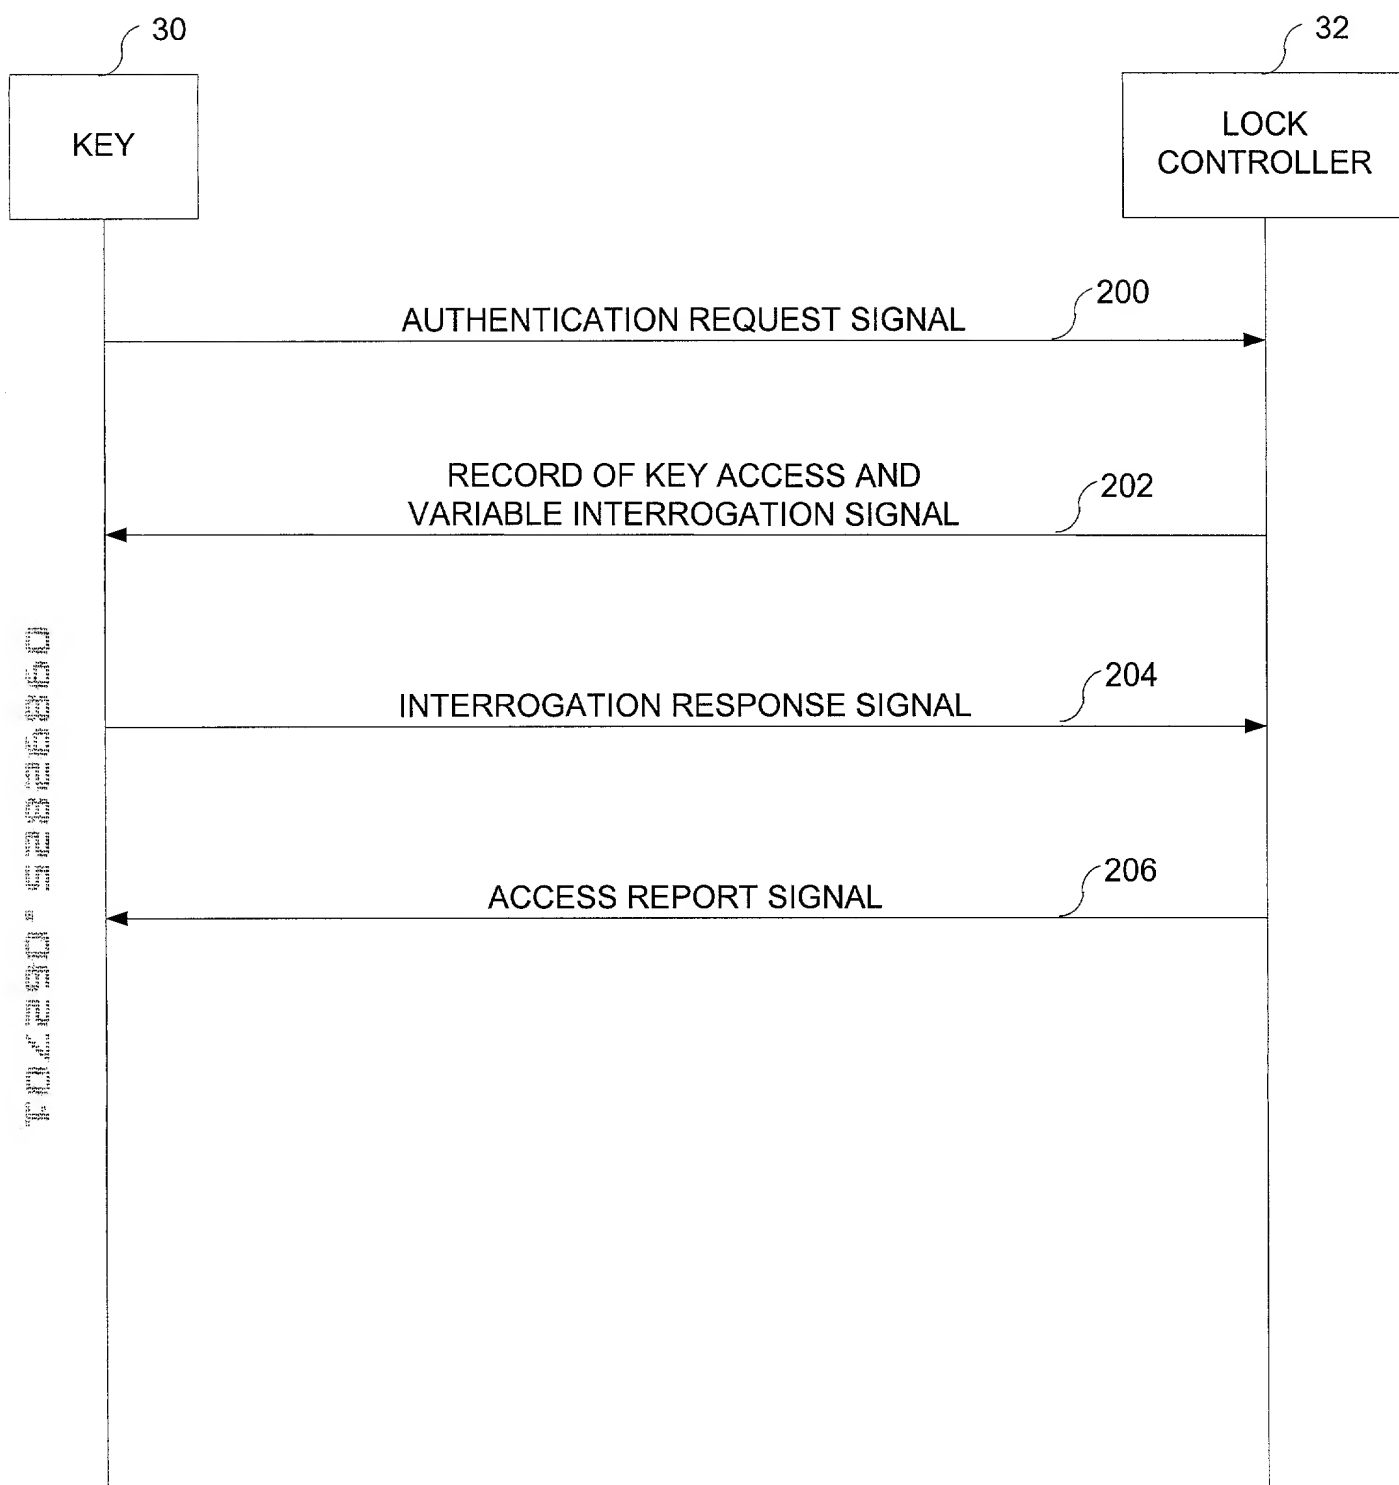 30
32
KEY
LOCK
CONTROLLER
200
AUTHENTICATION REQUEST SIGNAL
RECORD OF KEY ACCESS AND
202
VARIABLE INTERROGATION SIGNAL
204
INTERROGATION RESPONSE SIGNAL
206
ACCESS REPORT SIGNAL